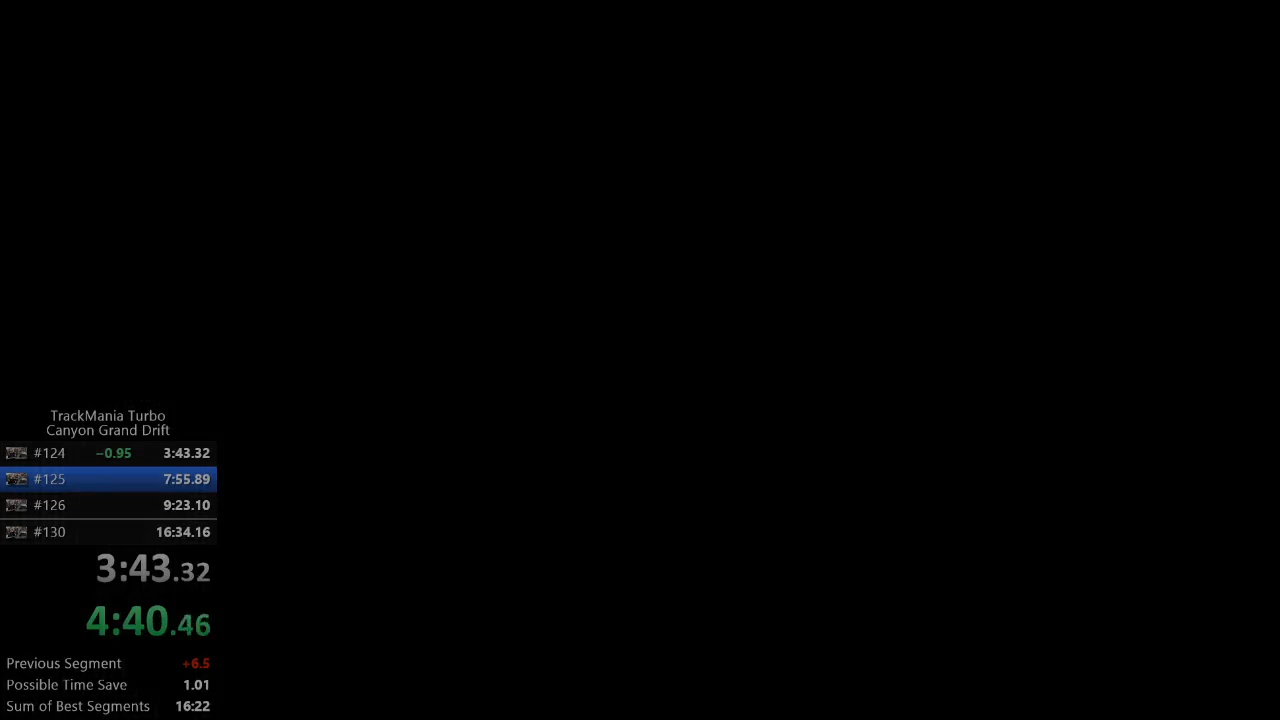 TrackMania Turbo
Canyon Grand Drift
#124 −0.95 3:43.32
#125 7:55.89
#126 9:23.10
#130 16:34.16
3:43.32
4:40.46
Previous Segment +6.5
Possible Time Save 1.01
Sum of Best Segments 16:22